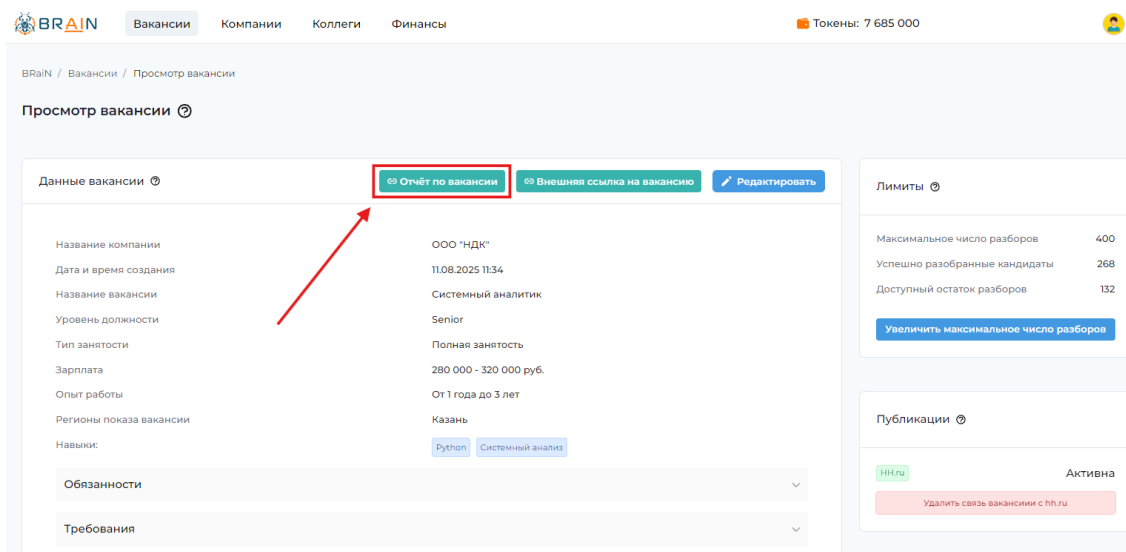 BRAIN Вакансии Компании Коллеги Финансы Токены: 7 685 000
BRaiN / Вакансии / Просмотр вакансии
Просмотр вакансии
Данные вакансии Отчёт по вакансии Внешняя ссылка на вакансию Редактировать
Название компании ООО "НДК"
Дата и время создания 11.08.2025 11:34
Название вакансии Системный аналитик
Уровень должности Senior
Тип занятости Полная занятость
Зарплата 280 000 - 320 000 руб.
Опыт работы От 1 года до 3 лет
Регионы показа вакансии Казань
Навыки: Python Системный анализ
Обязанности
Требования
Лимиты
Максимальное число разборов 400
Успешно разобранные кандидаты 268
Доступный остаток разборов 132
Увеличить максимальное число разборов
Публикации
HH.ru Активна
Удалить связь вакансиии с hh.ru